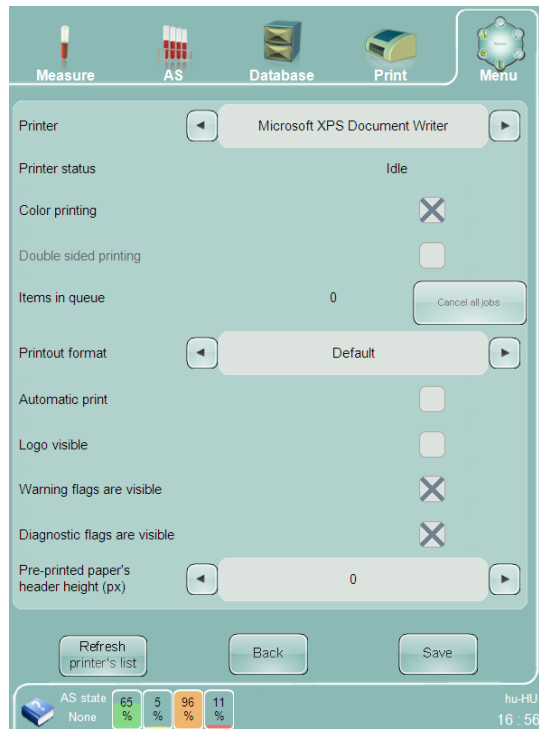 Measure
AS
Database
Print
Menu
Printer
Microsoft XPS Document Writer
Printer status
Idle
Color printing
Double sided printing
Items in queue
0
Cancel all jobs
Printout format
Default
Automatic print
Logo visible
Warning flags are visible
Diagnostic flags are visible
Pre-printed paper's
header height (px)
0
Refresh
printer's list
Back
Save
AS state
None
65
%
5
%
96
%
11
%
hu-HU
16 : 56